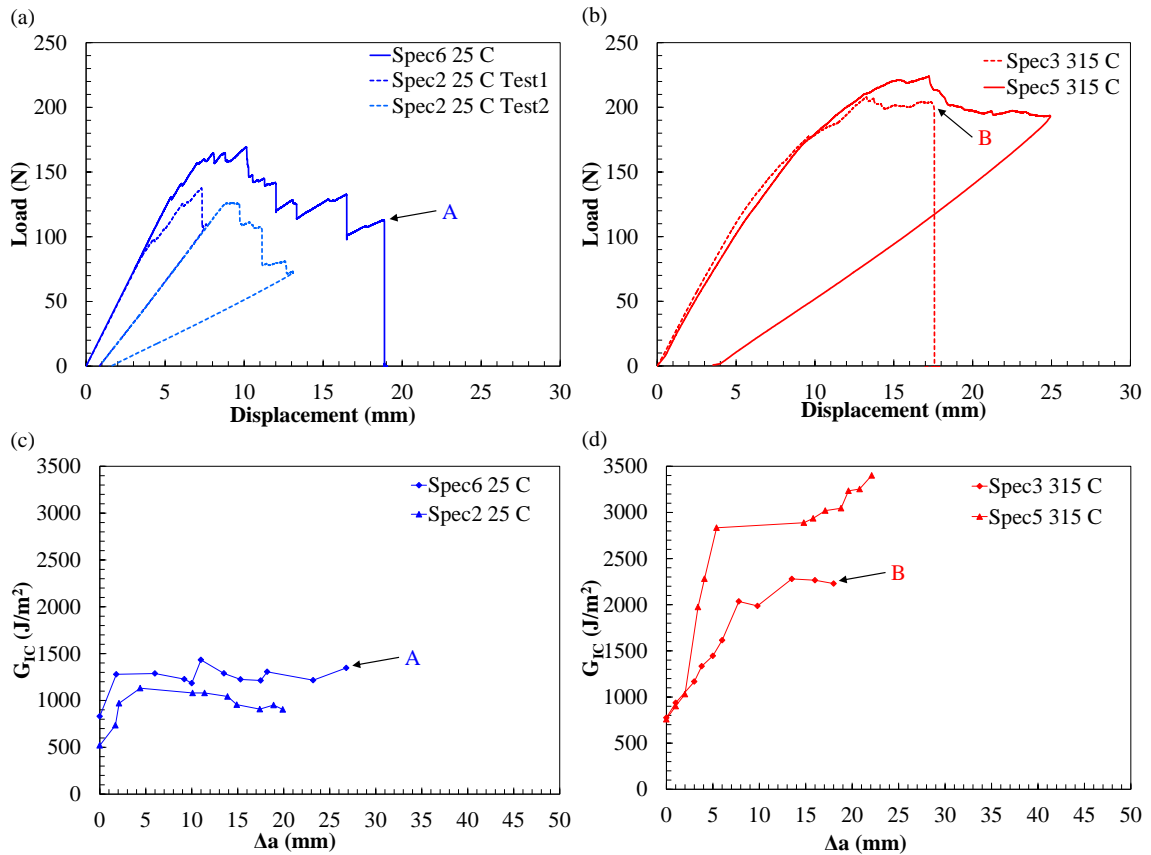 (a)
250
200
150
100
50
0
Load (N)
0 5 10 15 20 25 30
Displacement (mm)
Spec6 25 C
Spec2 25 C Test1
Spec2 25 C Test2
A
(b)
250
200
150
100
50
0
Load (N)
0 5 10 15 20 25 30
Displacement (mm)
Spec3 315 C
Spec5 315 C
B
(c)
3500
3000
2500
2000
1500
1000
500
0
G_IC (J/m²)
0 5 10 15 20 25 30 35 40 45 50
Δa (mm)
Spec6 25 C
Spec2 25 C
A
(d)
3500
3000
2500
2000
1500
1000
500
0
G_IC (J/m²)
0 5 10 15 20 25 30 35 40 45 50
Δa (mm)
Spec3 315 C
Spec5 315 C
B